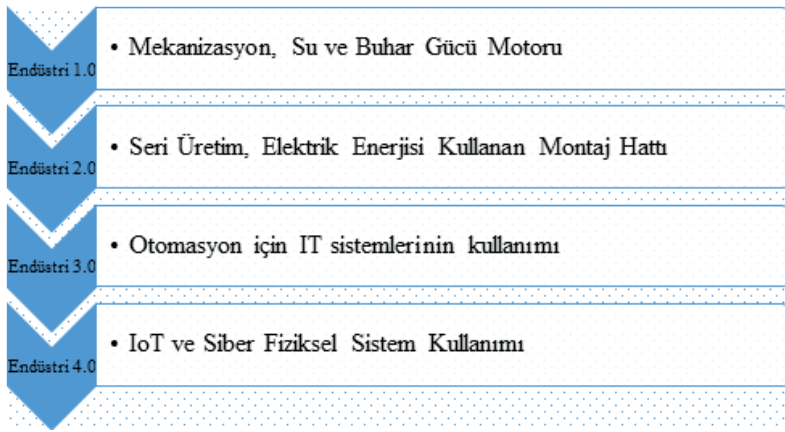 Endüstri 1.0
• Mekanizasyon, Su ve Buhar Gücü Motoru
Endüstri 2.0
• Seri Üretim, Elektrik Enerjisi Kullanan Montaj Hattı
Endüstri 3.0
• Otomasyon için IT sistemlerinin kullanımı
Endüstri 4.0
• IoT ve Siber Fiziksel Sistem Kullanımı